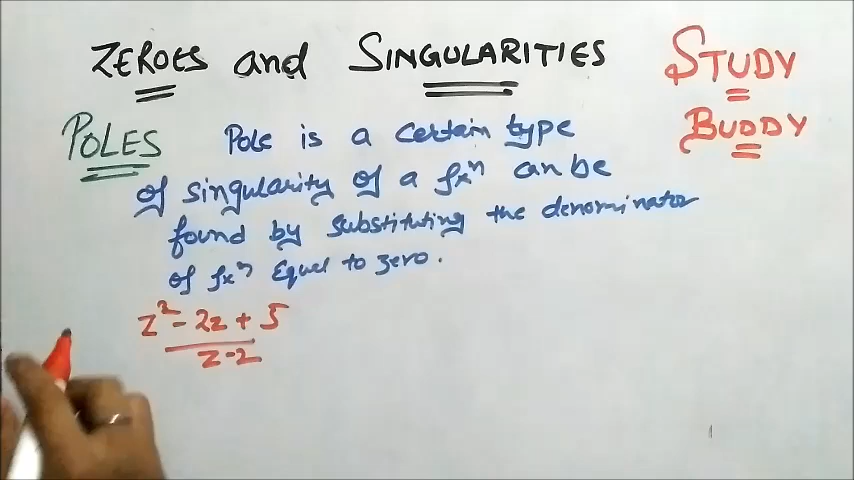 ZEROES and SINGULARITIES
STUDY
BUDDY
POLES Pole is a certain type
of singularity of a fxⁿ can be
found by substituting the denominator
of fxⁿ Equal to zero.
z² - 2z + 5
z - 2